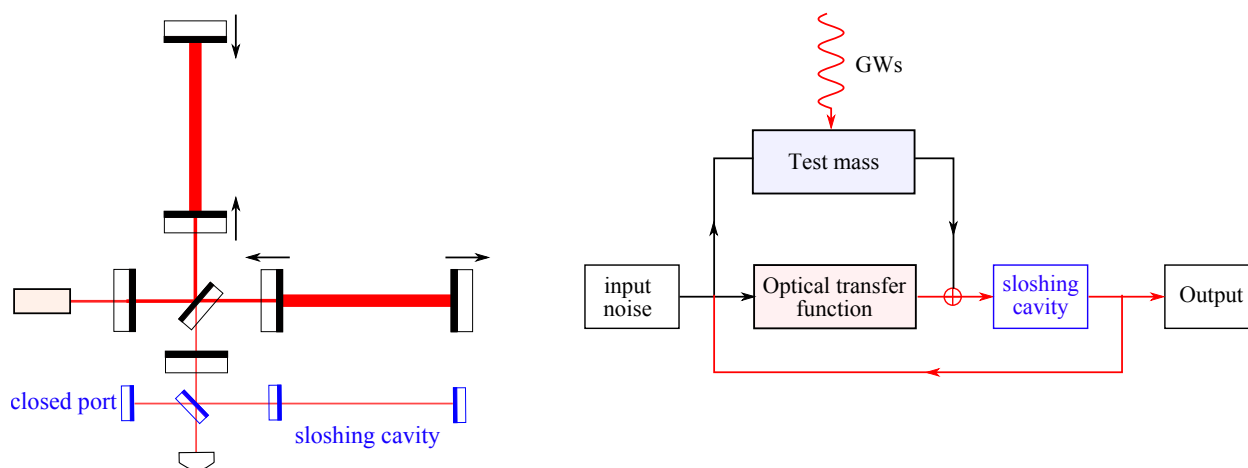 closed port
sloshing cavity
GWs
Test mass
input
noise
Optical transfer
function
sloshing
cavity
Output